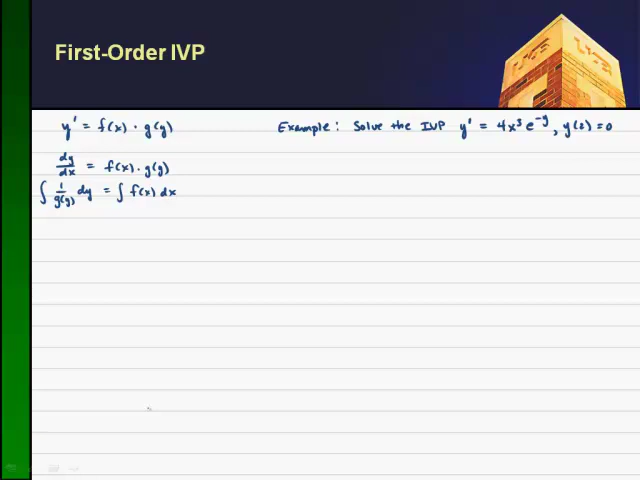 First-Order IVP
y' = f(x) · g(y)
dy/dx = f(x) · g(y)
∫ 1/g(y) dy = ∫ f(x) dx
Example: Solve the IVP y' = 4x³ e^-y, y(2) = 0